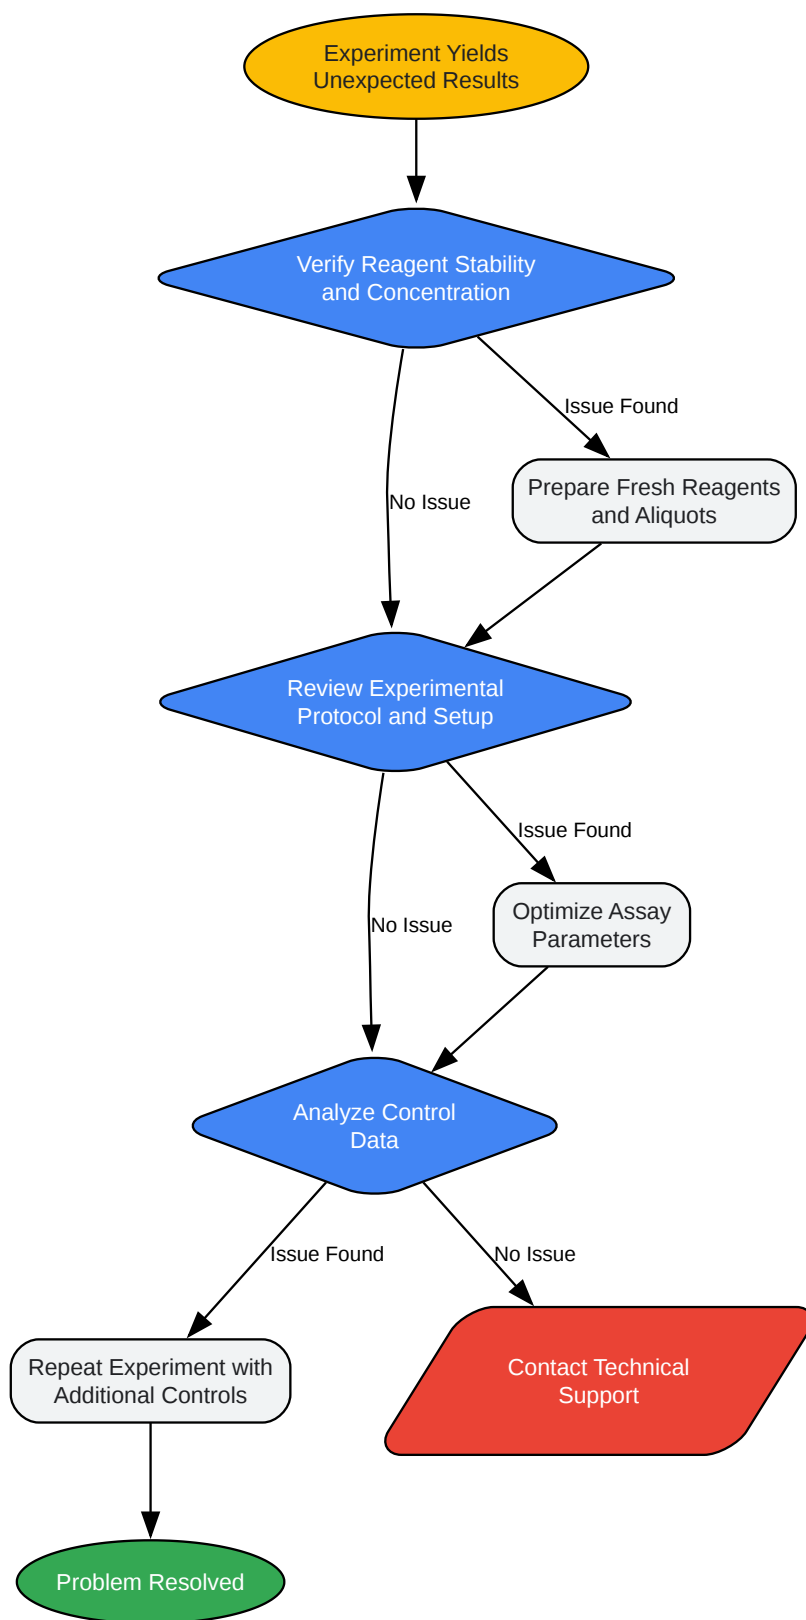 Experiment Yields
Unexpected Results
Verify Reagent Stability
and Concentration
Issue Found
Prepare Fresh Reagents
and Aliquots
No Issue
Review Experimental
Protocol and Setup
Issue Found
Optimize Assay
Parameters
No Issue
Analyze Control
Data
Issue Found
No Issue
Repeat Experiment with
Additional Controls
Contact Technical
Support
Problem Resolved